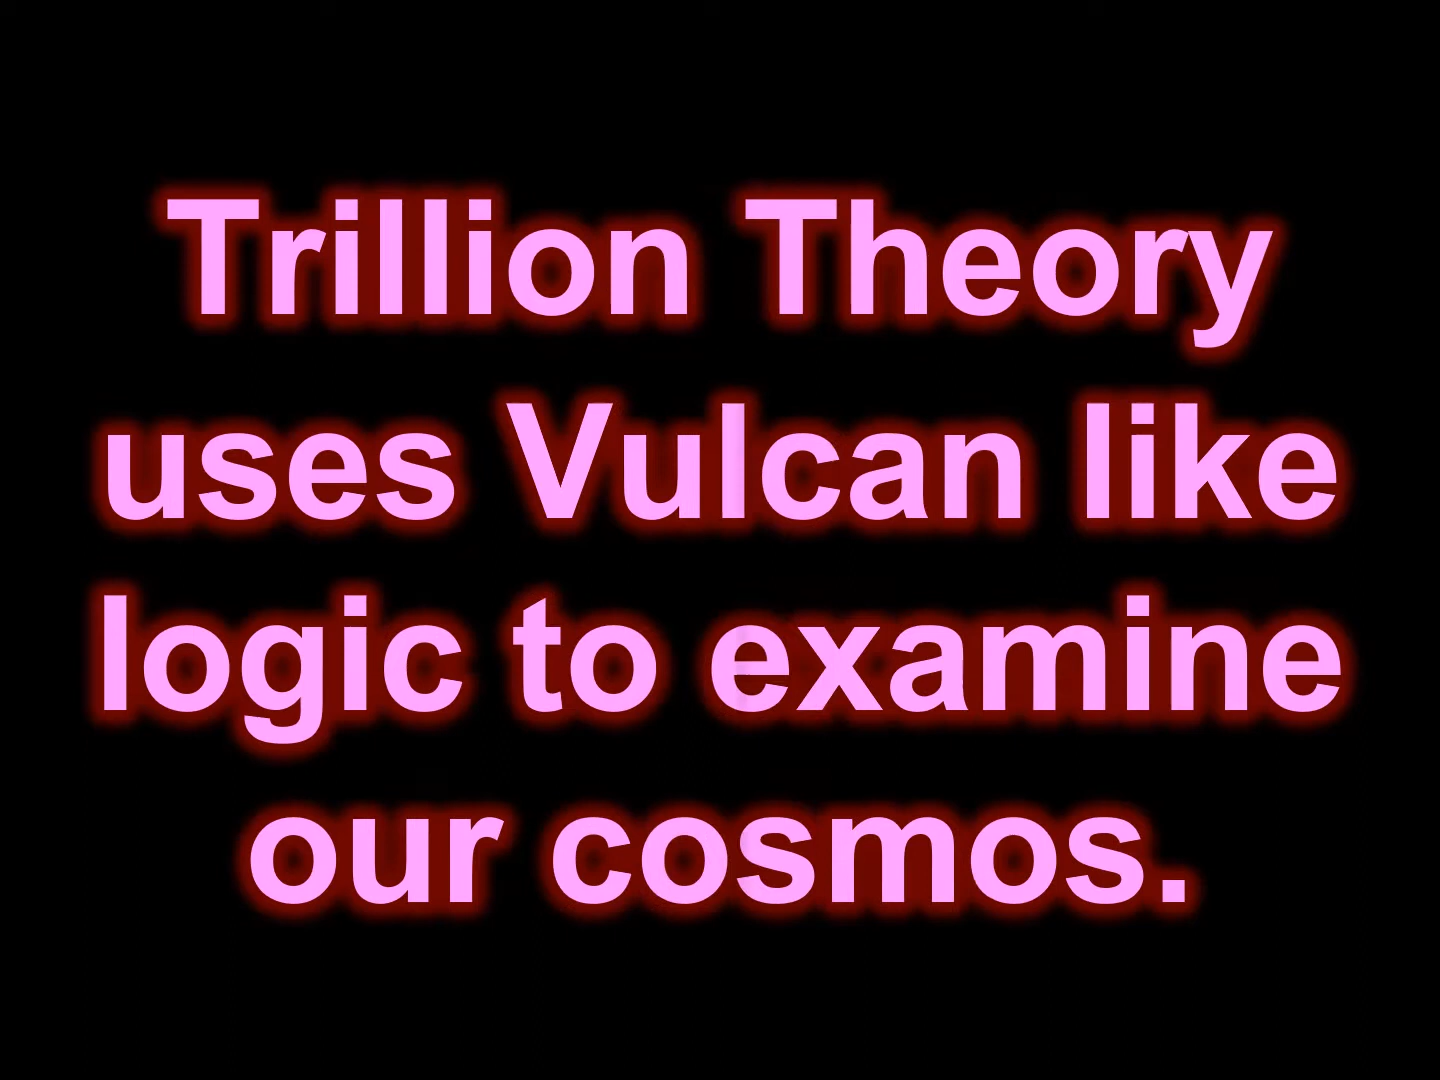 Trillion Theory
uses Vulcan like
logic to examine
our cosmos.